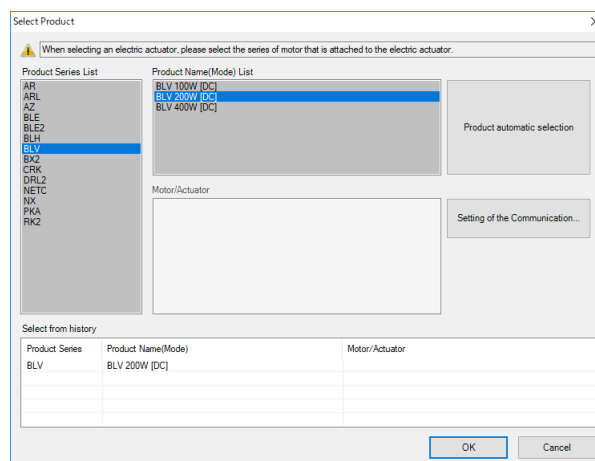 Select Product
When selecting an electric actuator, please select the series of motor that is attached to the electric actuator.
Product Series List
Product Name(Mode) List
AR
ARL
AZ
BLE
BLE2
BLH
BLV
BX2
CRK
DRL2
NETC
NX
PKA
RK2
BLV 100W [DC]
BLV 200W [DC]
BLV 400W [DC]
Product automatic selection
Motor/Actuator
Setting of the Communication...
Select from history
Product Series Product Name(Mode) Motor/Actuator
BLV BLV 200W [DC]
OK Cancel